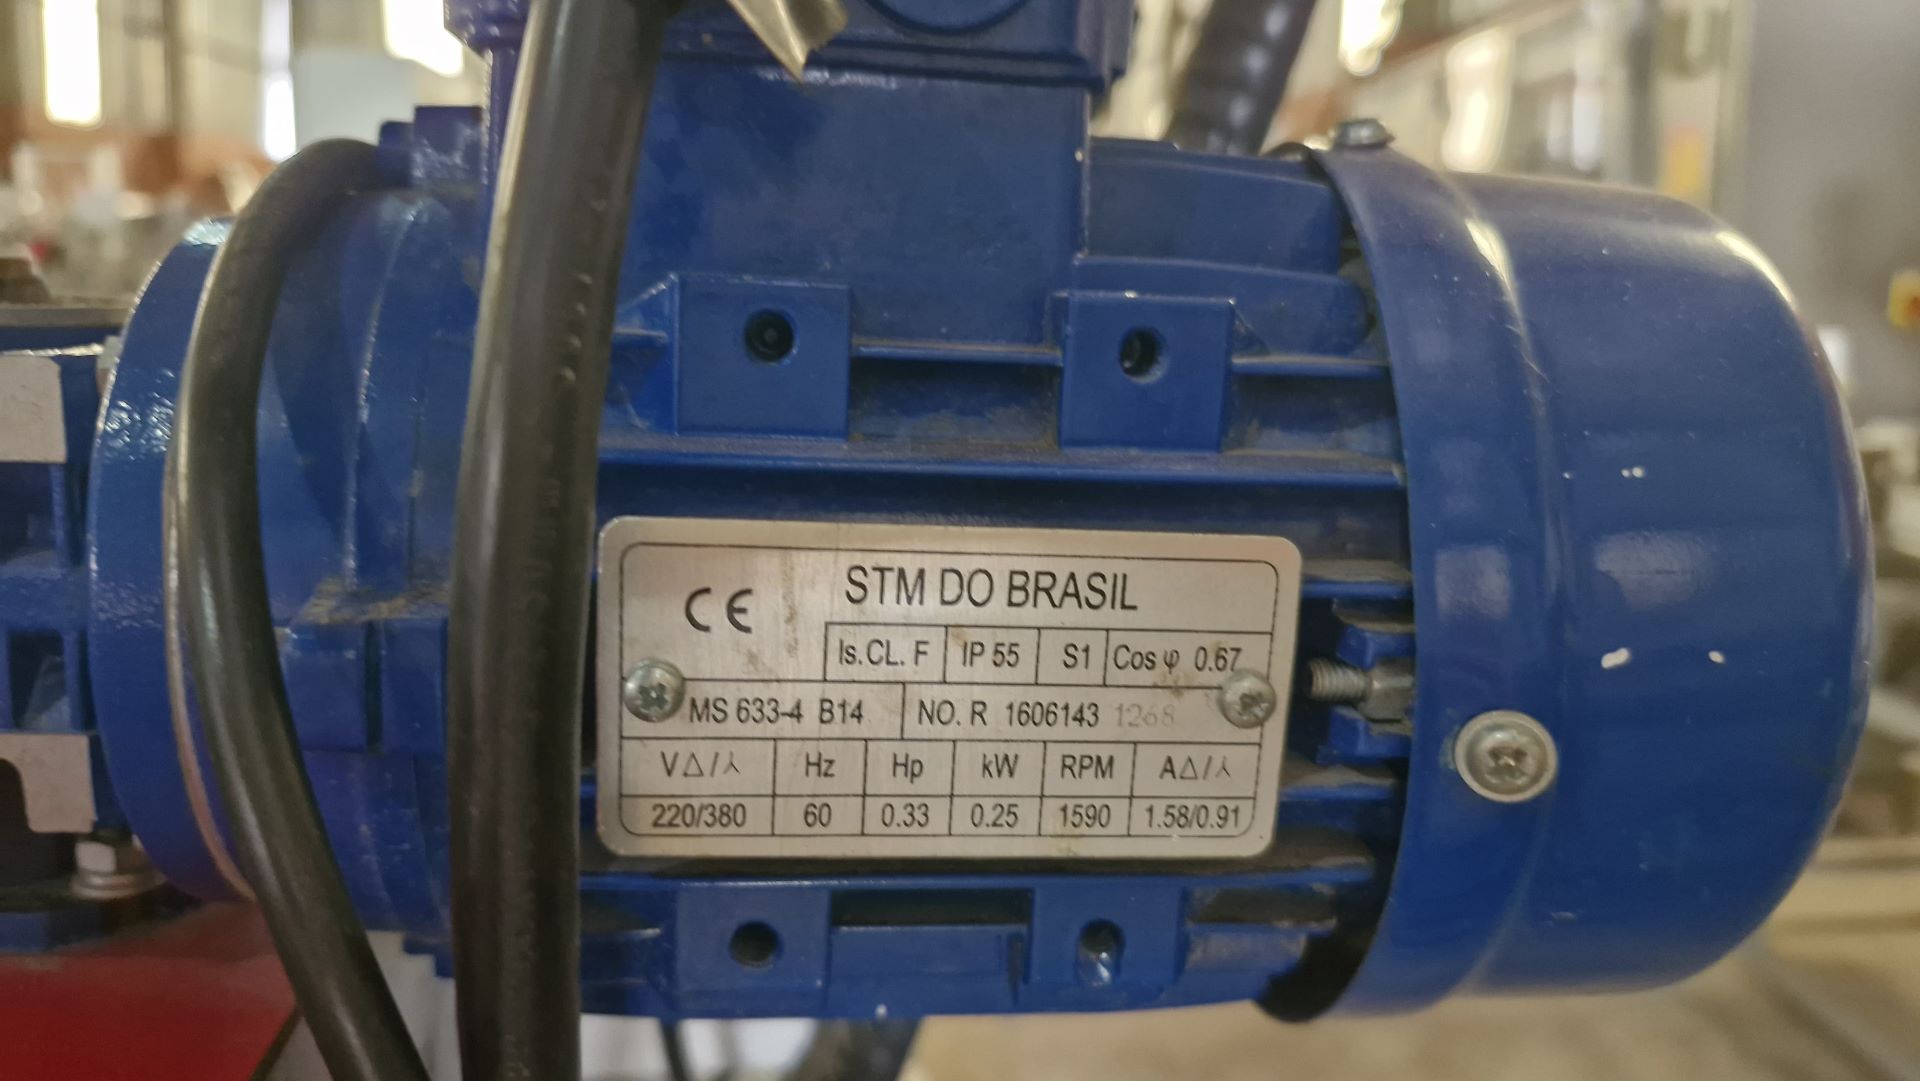 CE STM DO BRASIL
Is. CL. F IP 55 S1 Cos φ 0.67
MS 633-4 B14 NO. R 1606143 1268
V△/⅄ Hz Hp kW RPM A△/⅄
220/380 60 0.33 0.25 1590 1.58/0.91